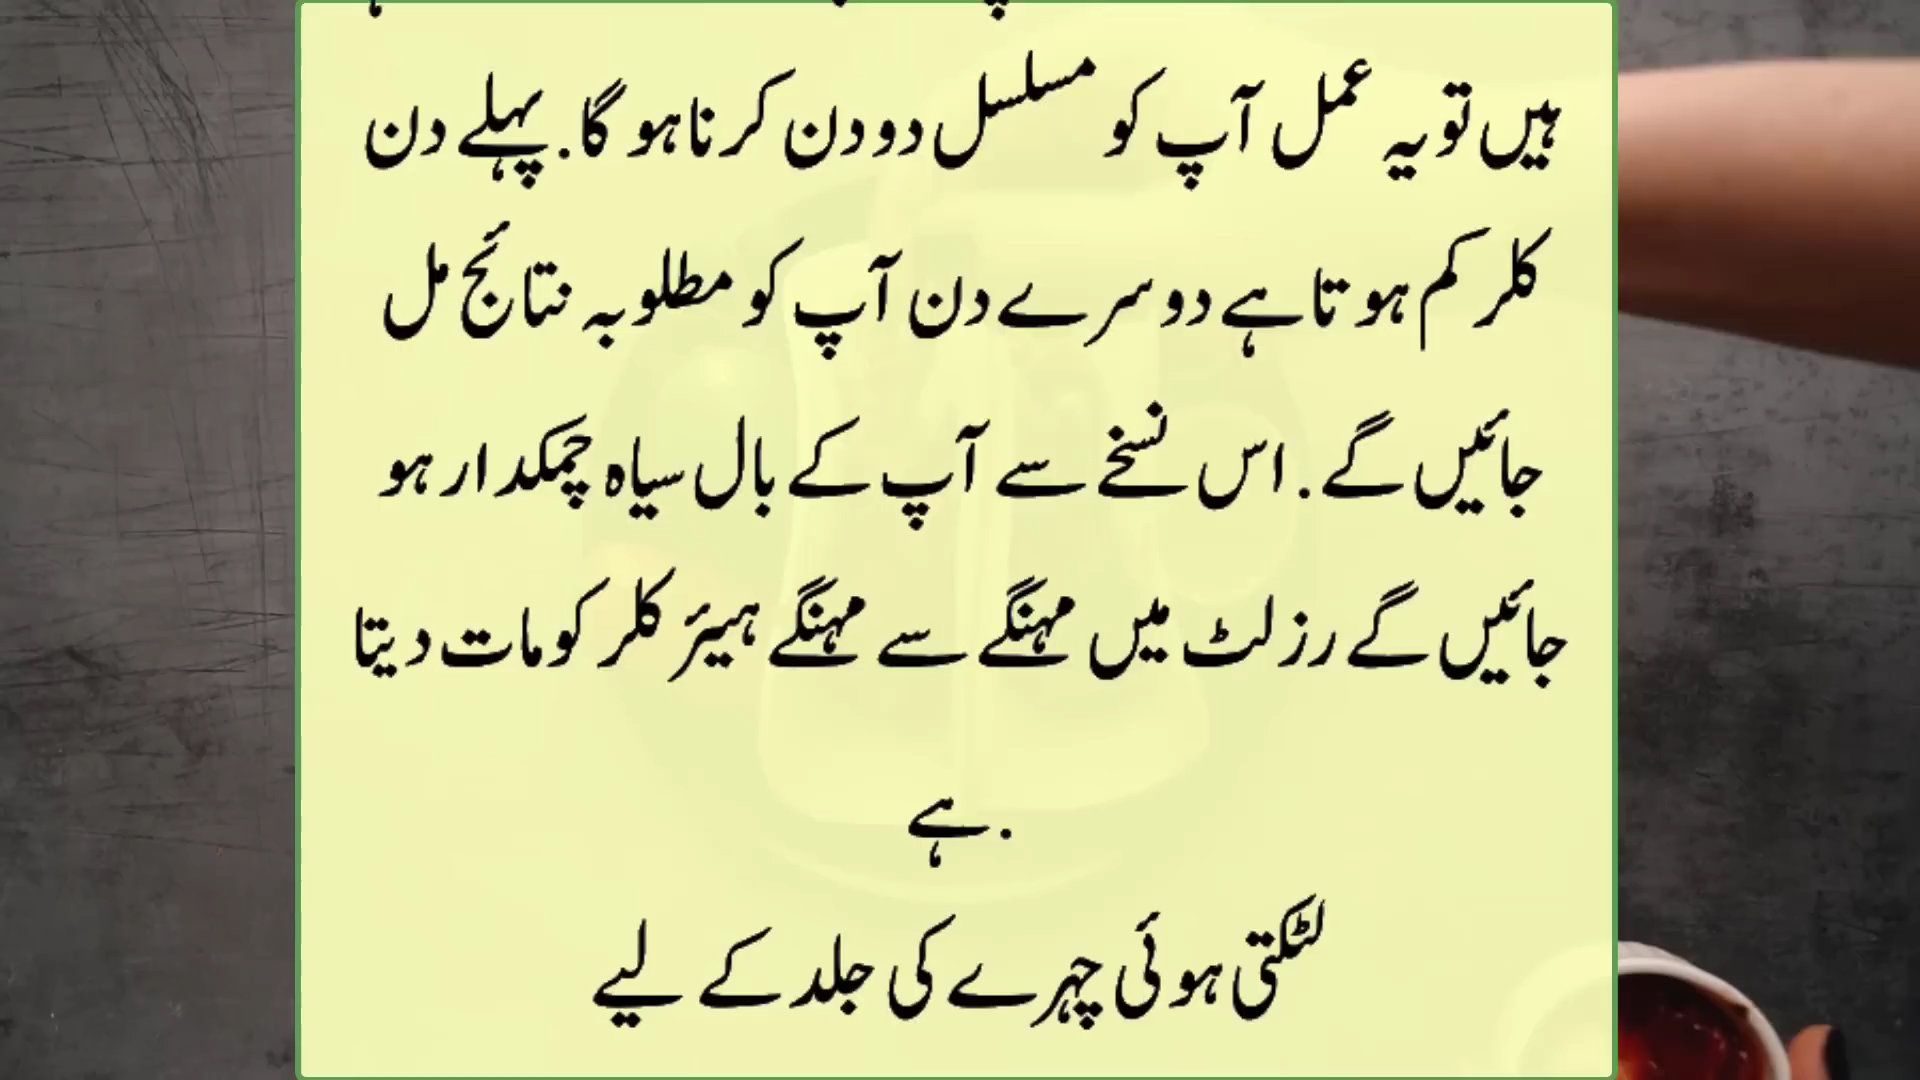 ہیں تو یہ عمل آپ کو مسلسل دو دن کرنا ہو گا. پہلے دن
کلر کم ہوتا ہے دوسرے دن آپ کو مطلوبہ نتائج مل
جائیں گے. اس نسخے سے آپ کے بال سیاہ چمکدار ہو
جائیں گے رزلٹ میں مہنگے سے مہنگے ہیئر کلر کو مات دیتا
.ہے
لٹکتی ہوئی چہرے کی جلد کے لیے